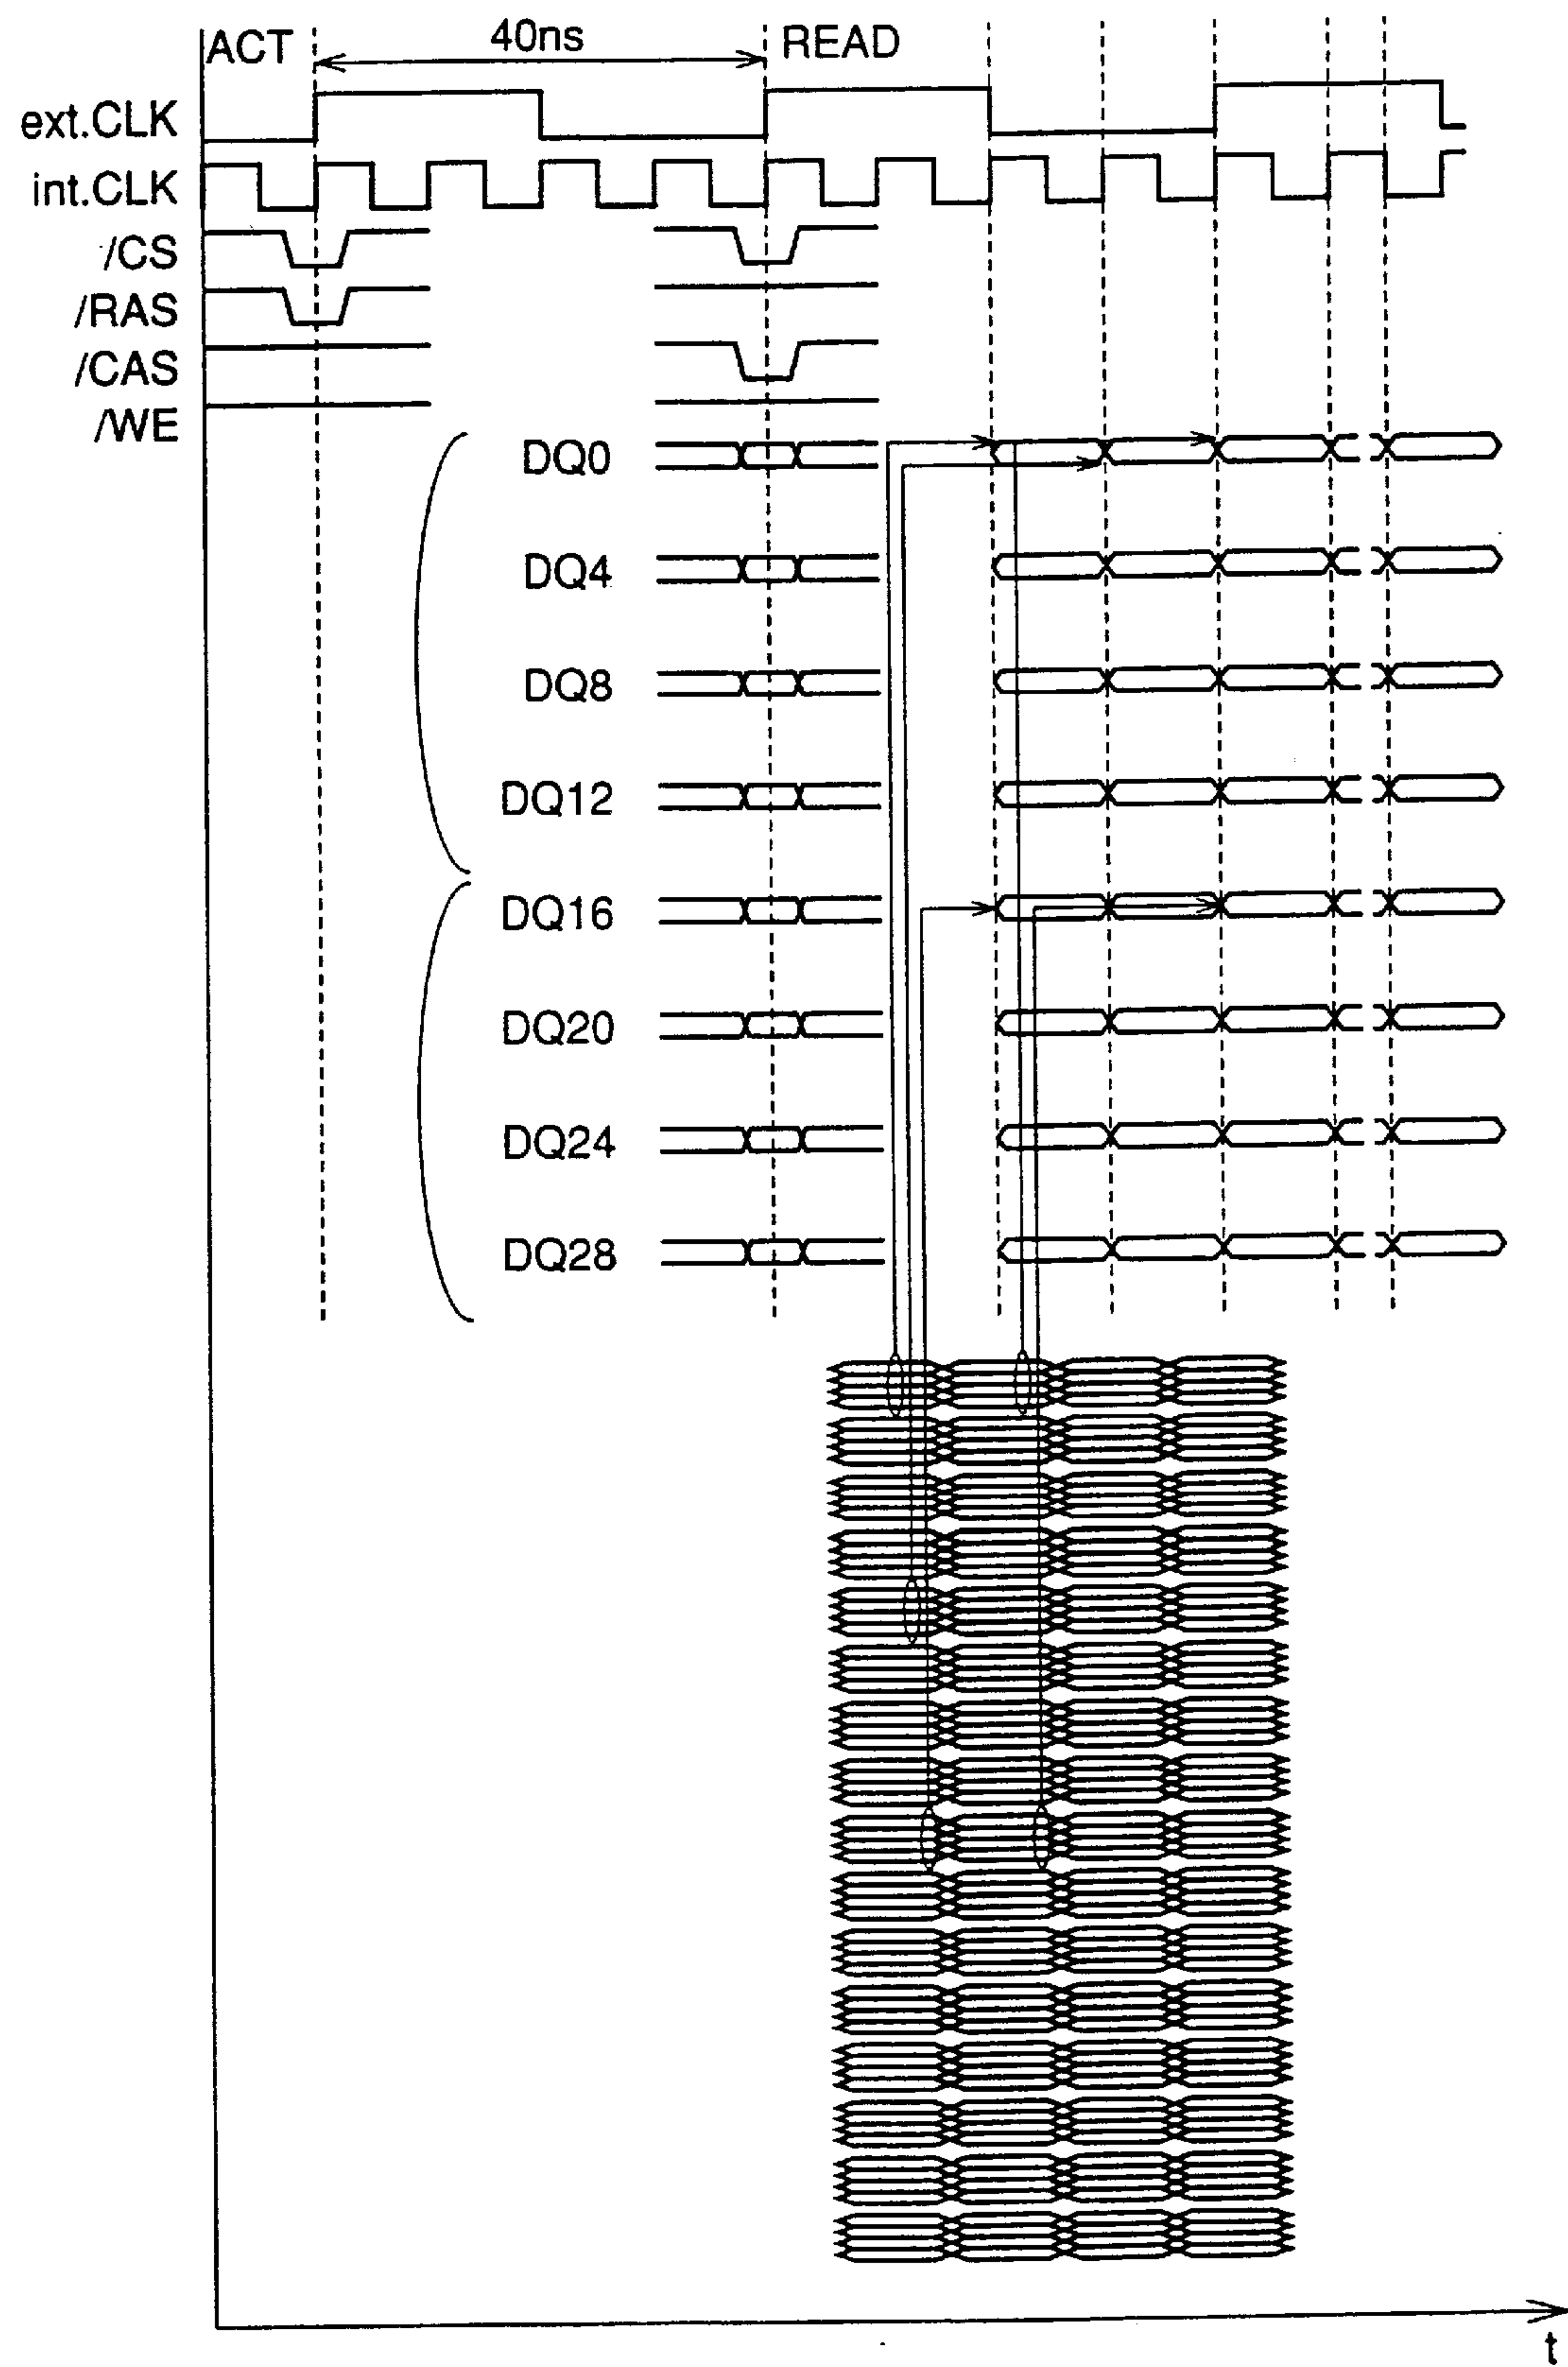 ACT 40ns READ
ext.CLK
int.CLK
/CS
/RAS
/CAS
/WE
DQ0
DQ4
DQ8
DQ12
DQ16
DQ20
DQ24
DQ28
t